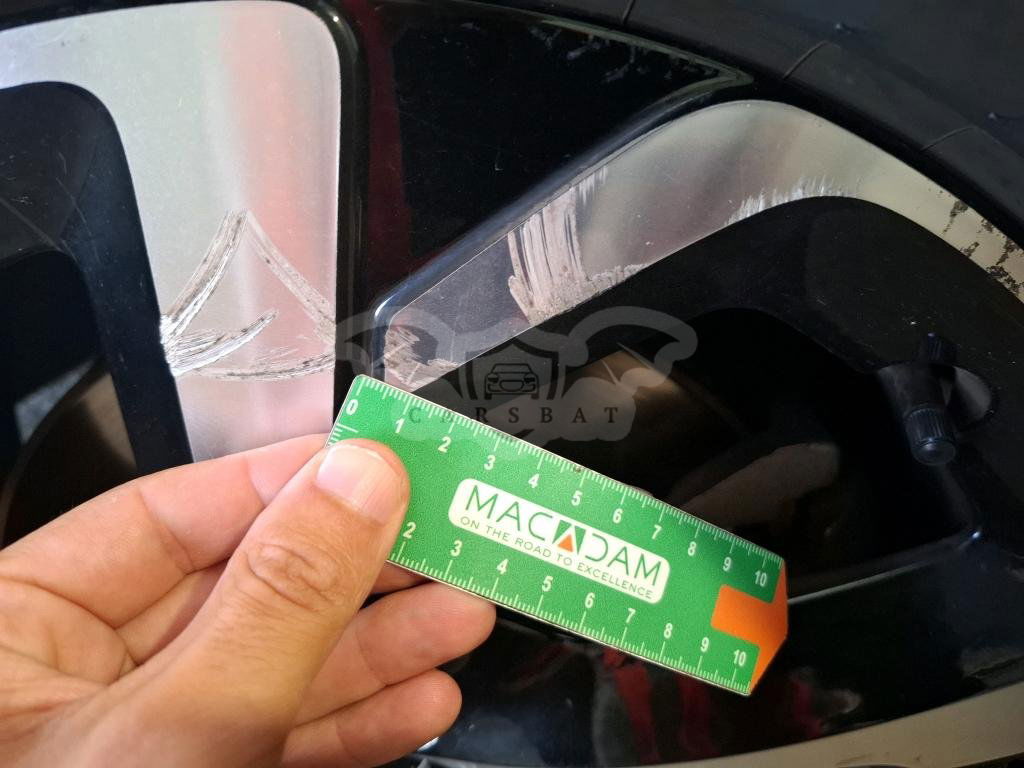 CARSBAT
0 1 2 3 4 5 6 7 8 9 10
MACADAM
ON THE ROAD TO EXCELLENCE
2 3 4 5 6 7 8 9 10